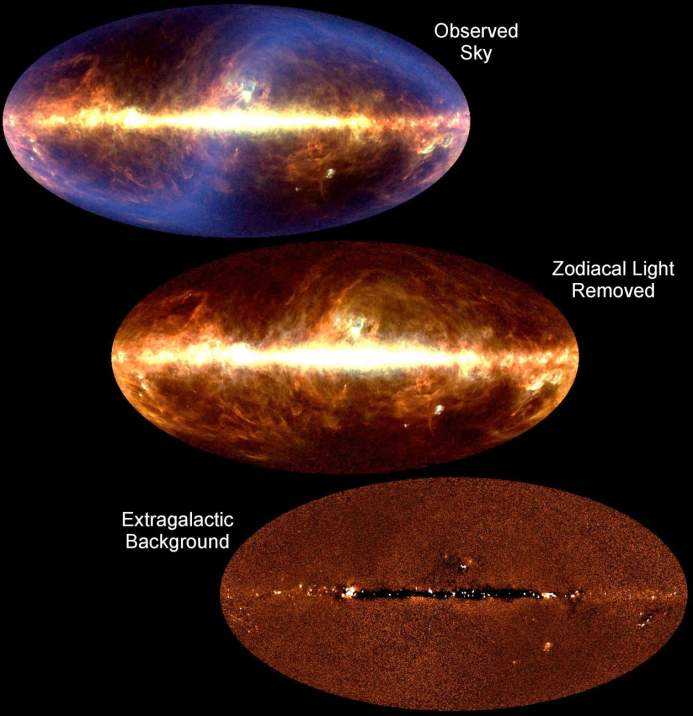 Observed
Sky
Zodiacal Light
Removed
Extragalactic
Background